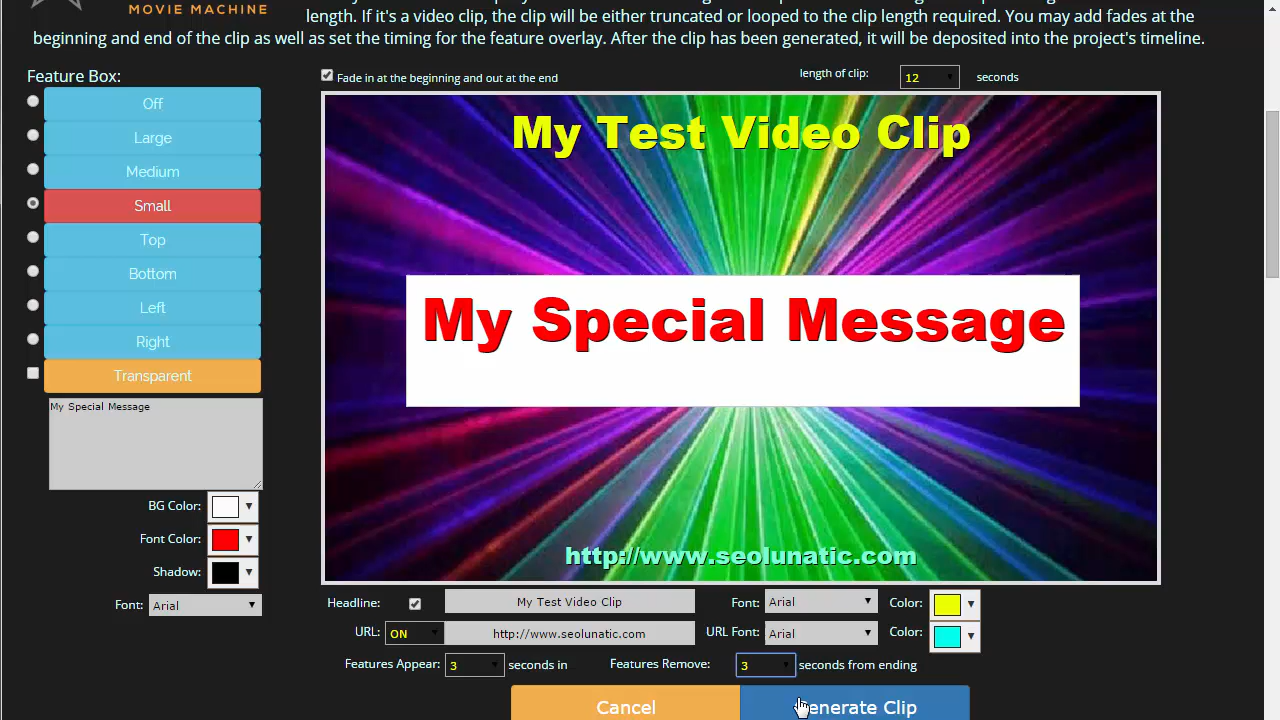 MOVIE MACHINE
length. If it's a video clip, the clip will be either truncated or looped to the clip length required. You may add fades at the
beginning and end of the clip as well as set the timing for the feature overlay. After the clip has been generated, it will be deposited into the project's timeline.
Feature Box:
Fade in at the beginning and out at the end
length of clip: 12 seconds
Off
Large
Medium
Small
Top
Bottom
Left
Right
Transparent
My Special Message
BG Color:
Font Color:
Shadow:
Font: Arial
My Test Video Clip
My Special Message
http://www.seolunatic.com
Headline: My Test Video Clip Font: Arial Color:
URL: ON http://www.seolunatic.com URL Font: Arial Color:
Features Appear: 3 seconds in Features Remove: 3 seconds from ending
Cancel
enerate Clip